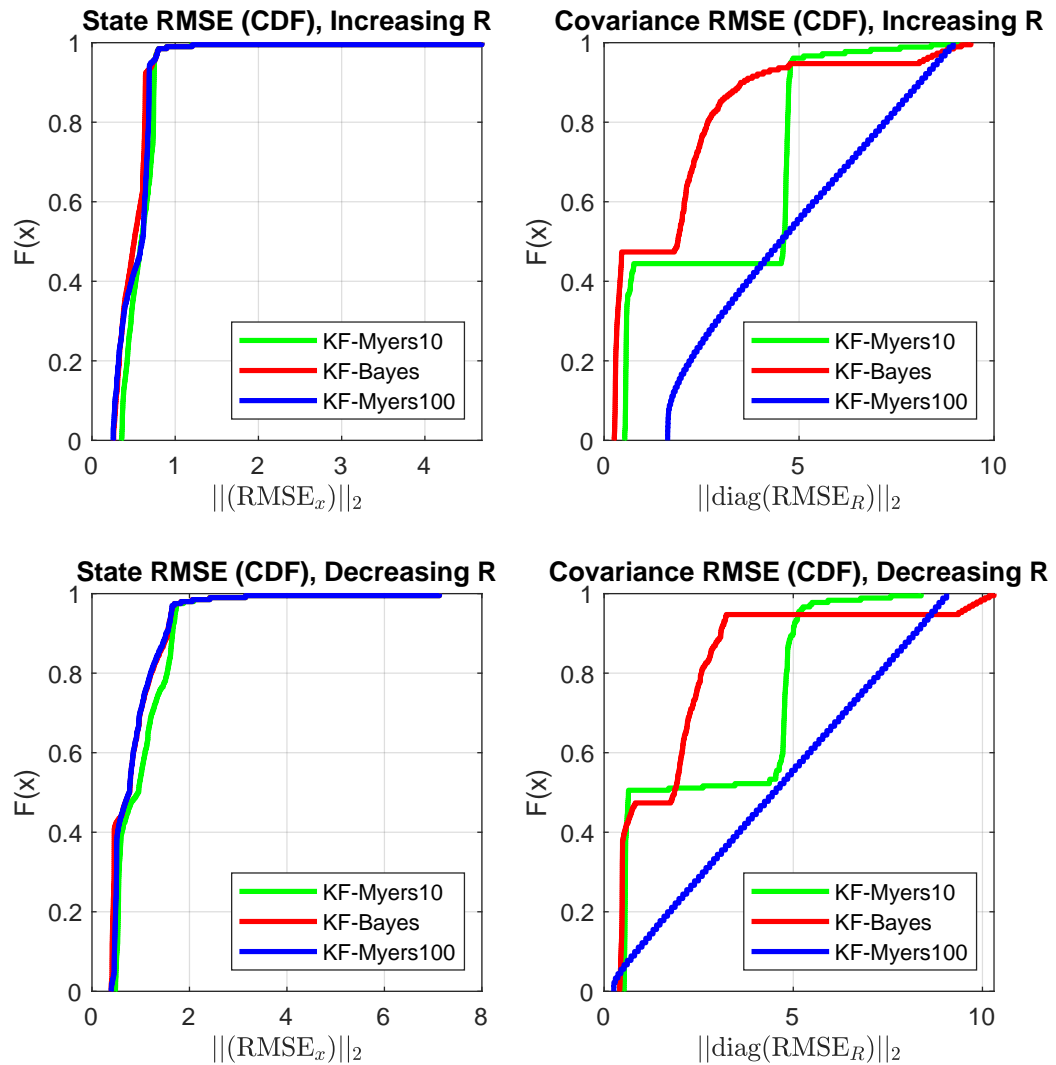 State RMSE (CDF), Increasing R
1
0.8
0.6
0.4
0.2
0
F(x)
KF-Myers10
KF-Bayes
KF-Myers100
0 1 2 3 4
||(RMSE_x)||_2
Covariance RMSE (CDF), Increasing R
1
0.8
0.6
0.4
0.2
0
F(x)
KF-Myers10
KF-Bayes
KF-Myers100
0 5 10
||diag(RMSE_R)||_2
State RMSE (CDF), Decreasing R
1
0.8
0.6
0.4
0.2
0
F(x)
KF-Myers10
KF-Bayes
KF-Myers100
0 2 4 6 8
||(RMSE_x)||_2
Covariance RMSE (CDF), Decreasing R
1
0.8
0.6
0.4
0.2
0
F(x)
KF-Myers10
KF-Bayes
KF-Myers100
0 5 10
||diag(RMSE_R)||_2